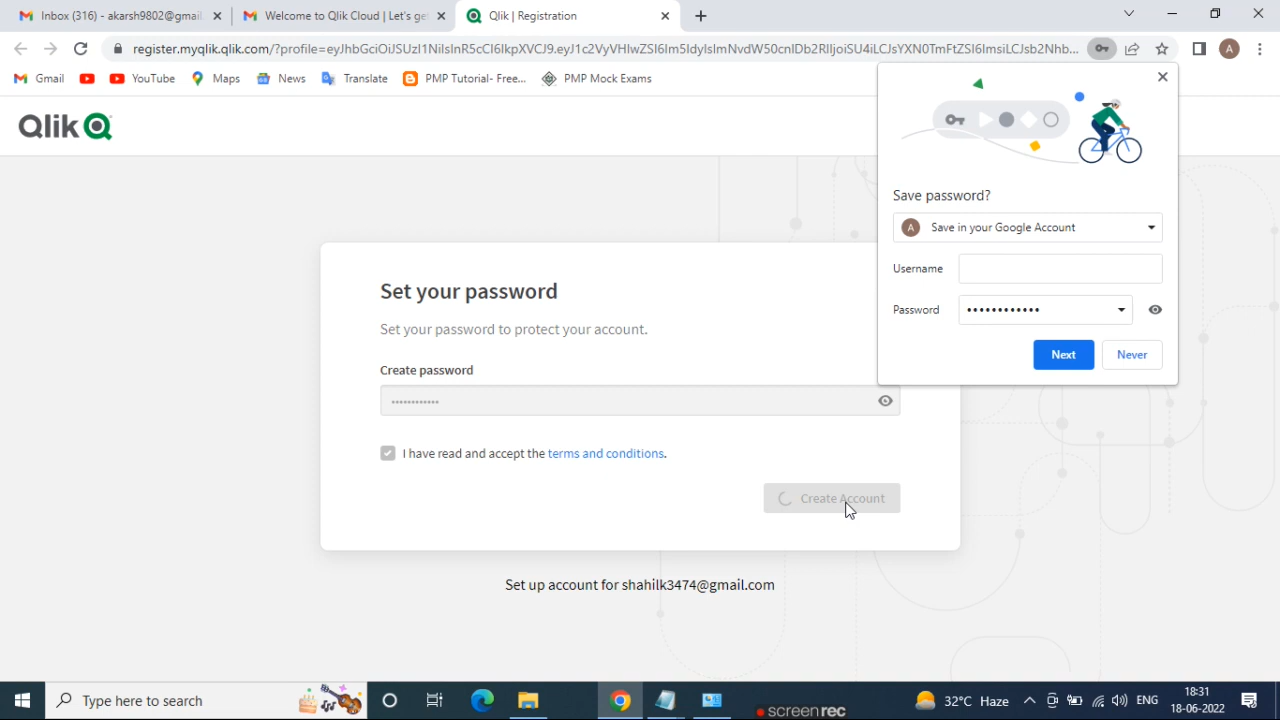 Inbox (316) - akarsh9802@gmail.
Welcome to Qlik Cloud | Let's ge
Qlik | Registration
register.myqlik.qlik.com/?profile=
Gmail
YouTube
Maps
News
Translate
PMP Tutorial- Free...
PMP Mock Exams
Qlik
Save password?
A Save in your Google Account
Username
Password ••••••••••••
Next
Never
Set your password
Set your password to protect your account.
Create password
••••••••••••
I have read and accept the terms and conditions.
Create Account
Set up account for shahilk3474@gmail.com
Type here to search
32°C Haze
ENG
18:31
18-06-2022
screenrec